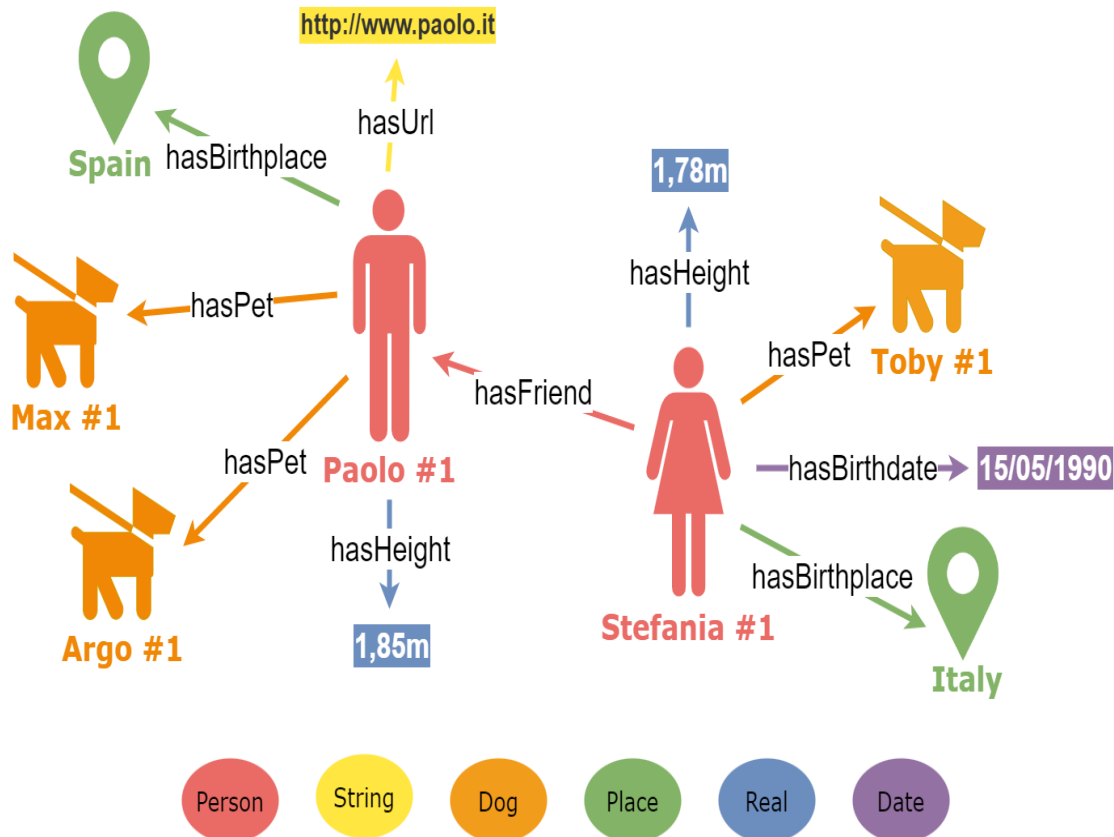 http://www.paolo.it
hasUrl
hasBirthplace
Spain
1,78m
hasHeight
hasPet
Max #1
hasPet
Toby #1
hasFriend
hasPet
Paolo #1
hasBirthdate
15/05/1990
hasHeight
hasBirthplace
Argo #1
1,85m
Stefania #1
Italy
Person
String
Dog
Place
Real
Date